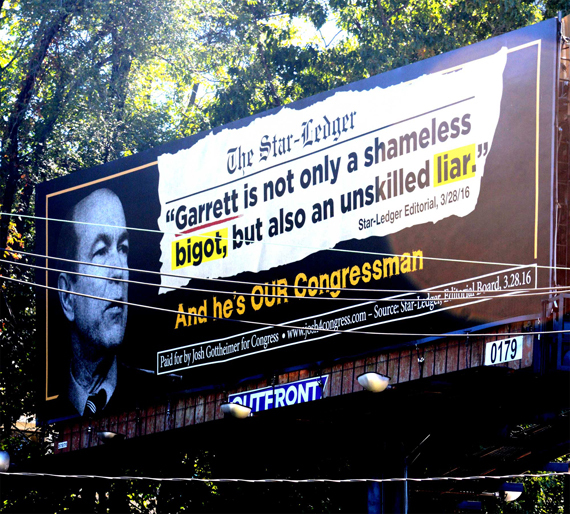 The Star-Ledger
“Garrett is not only a shameless
bigot, but also an unskilled liar.”
Star-Ledger Editorial, 3/28/16
And he's OUR Congressman
Paid for by Josh Gottheimer for Congress • www.josh4congress.com – Source: Star-Ledger, Editorial Board, 3.28.16
0179
OUTFRONT